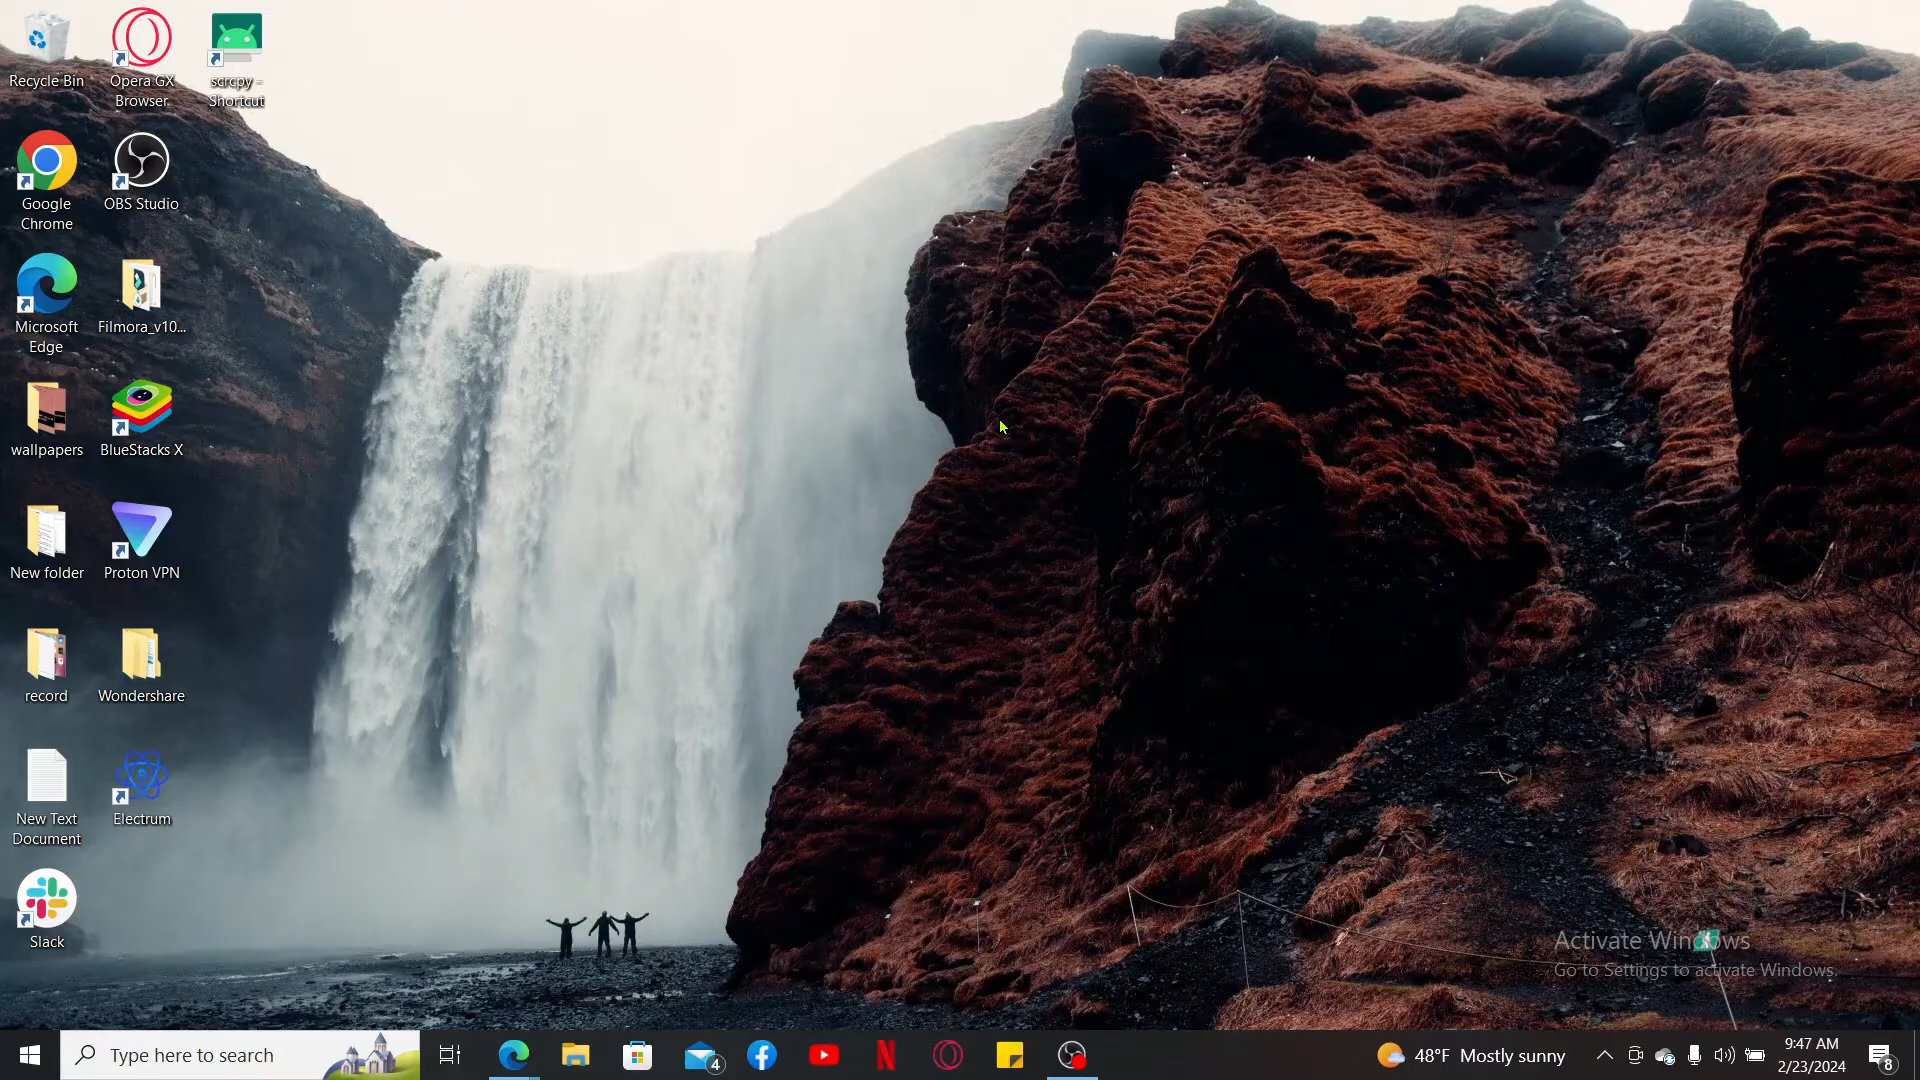 Recycle Bin
Opera GX
Browser
scrcpy -
Shortcut
Google
Chrome
OBS Studio
Microsoft
Edge
Filmora_v10...
wallpapers
BlueStacks X
New folder
Proton VPN
record
Wondershare
New Text
Document
Electrum
Slack
Activate Windows
Go to Settings to activate Windows.
Type here to search
4
48°F Mostly sunny
9:47 AM
2/23/2024
8